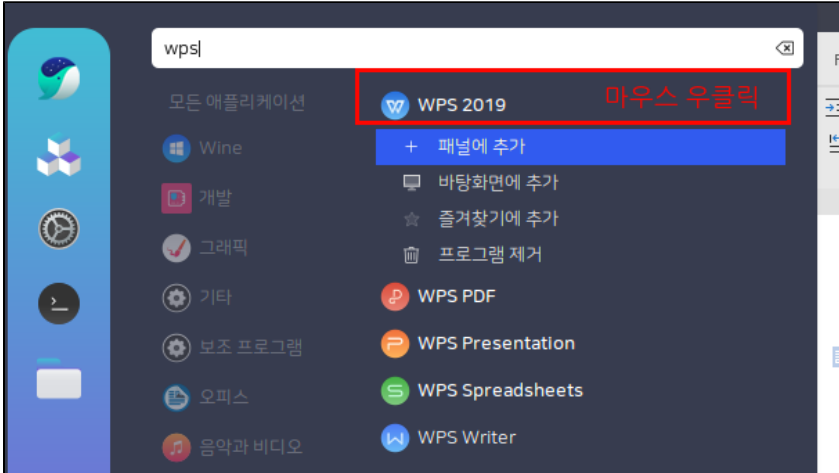 wps
모든 애플리케이션
Wine
개발
그래픽
기타
보조 프로그램
오피스
음악과 비디오
WPS 2019 마우스 우클릭
+ 패널에 추가
바탕화면에 추가
즐겨찾기에 추가
프로그램 제거
WPS PDF
WPS Presentation
WPS Spreadsheets
WPS Writer